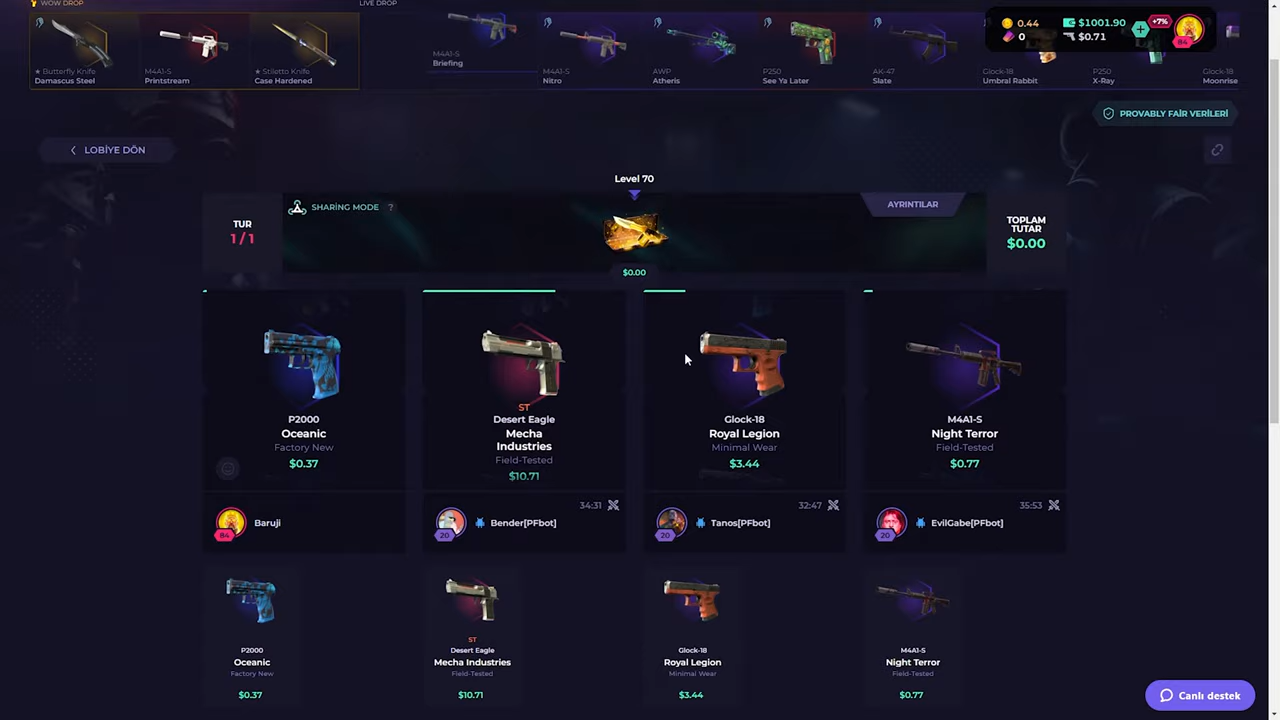 WOW DROP
LIVE DROP
★ Butterfly Knife
Damascus Steel
M4A1-S
Printstream
★ Stiletto Knife
Case Hardened
M4A1-S
Briefing
M4A1-S
Nitro
AWP
Atheris
P250
See Ya Later
AK-47
Slate
Glock-18
Umbral Rabbit
P250
X-Ray
Glock-18
Moonrise
0.44
0
$1001.90
$0.71
+7%
84
PROVABLY FAIR VERİLERİ
LOBİYE DÖN
Level 70
TUR
1/1
SHARİNG MODE ?
AYRINTILAR
$0.00
TOPLAM
TUTAR
$0.00
P2000
Oceanic
Factory New
$0.37
ST
Desert Eagle
Mecha
Industries
Field-Tested
$10.71
Glock-18
Royal Legion
Minimal Wear
$3.44
M4A1-S
Night Terror
Field-Tested
$0.77
84
Baruji
34:31
20
Bender[PFbot]
32:47
20
Tanos[PFbot]
35:53
20
EvilGabe[PFbot]
P2000
Oceanic
Factory New
$0.37
ST
Desert Eagle
Mecha Industries
Field-Tested
$10.71
Glock-18
Royal Legion
Minimal Wear
$3.44
M4A1-S
Night Terror
Field-Tested
$0.77
Canlı destek